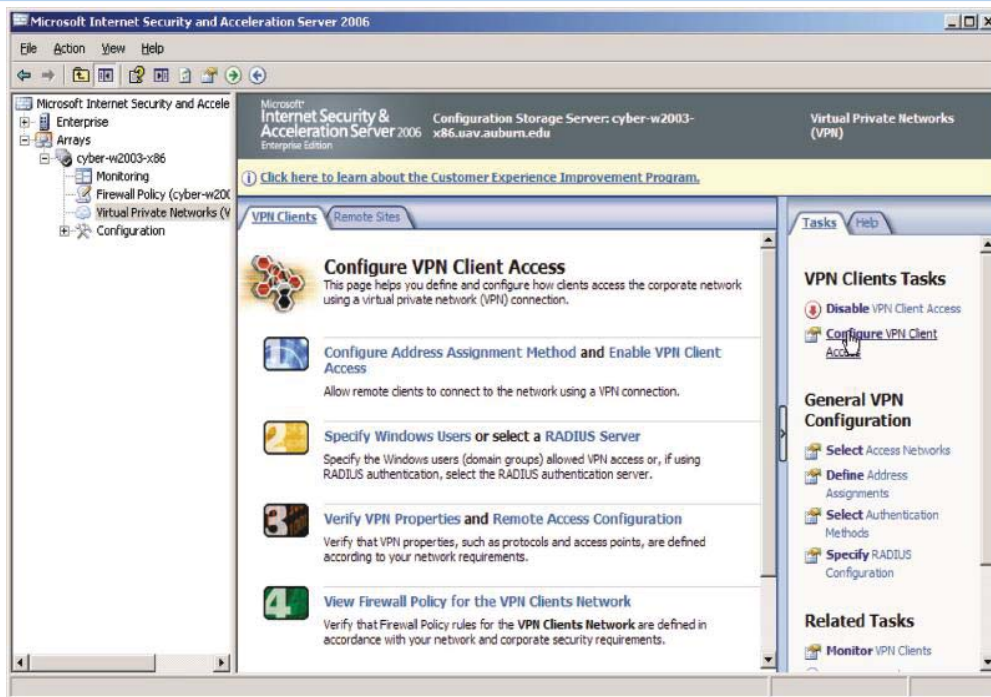 Microsoft Internet Security and Acceleration Server 2006
File Action View Help
Microsoft Internet Security and Accele
Enterprise
Arrays
cyber-w2003-x86
Monitoring
Firewall Policy (cyber-w200
Virtual Private Networks (V
Configuration
Microsoft
Internet Security &
Acceleration Server 2006
Enterprise Edition
Configuration Storage Server: cyber-w2003-
x86.uav.auburn.edu
Virtual Private Networks
(VPN)
Click here to learn about the Customer Experience Improvement Program.
VPN Clients Remote Sites
Configure VPN Client Access
This page helps you define and configure how clients access the corporate network
using a virtual private network (VPN) connection.
1
Configure Address Assignment Method and Enable VPN Client
Access
Allow remote clients to connect to the network using a VPN connection.
2
Specify Windows Users or select a RADIUS Server
Specify the Windows users (domain groups) allowed VPN access or, if using
RADIUS authentication, select the RADIUS authentication server.
3
Verify VPN Properties and Remote Access Configuration
Verify that VPN properties, such as protocols and access points, are defined
according to your network requirements.
4
View Firewall Policy for the VPN Clients Network
Verify that Firewall Policy rules for the VPN Clients Network are defined in
accordance with your network and corporate security requirements.
Tasks Help
VPN Clients Tasks
Disable VPN Client Access
Configure VPN Client
Access
General VPN
Configuration
Select Access Networks
Define Address
Assignments
Select Authentication
Methods
Specify RADIUS
Configuration
Related Tasks
Monitor VPN Clients